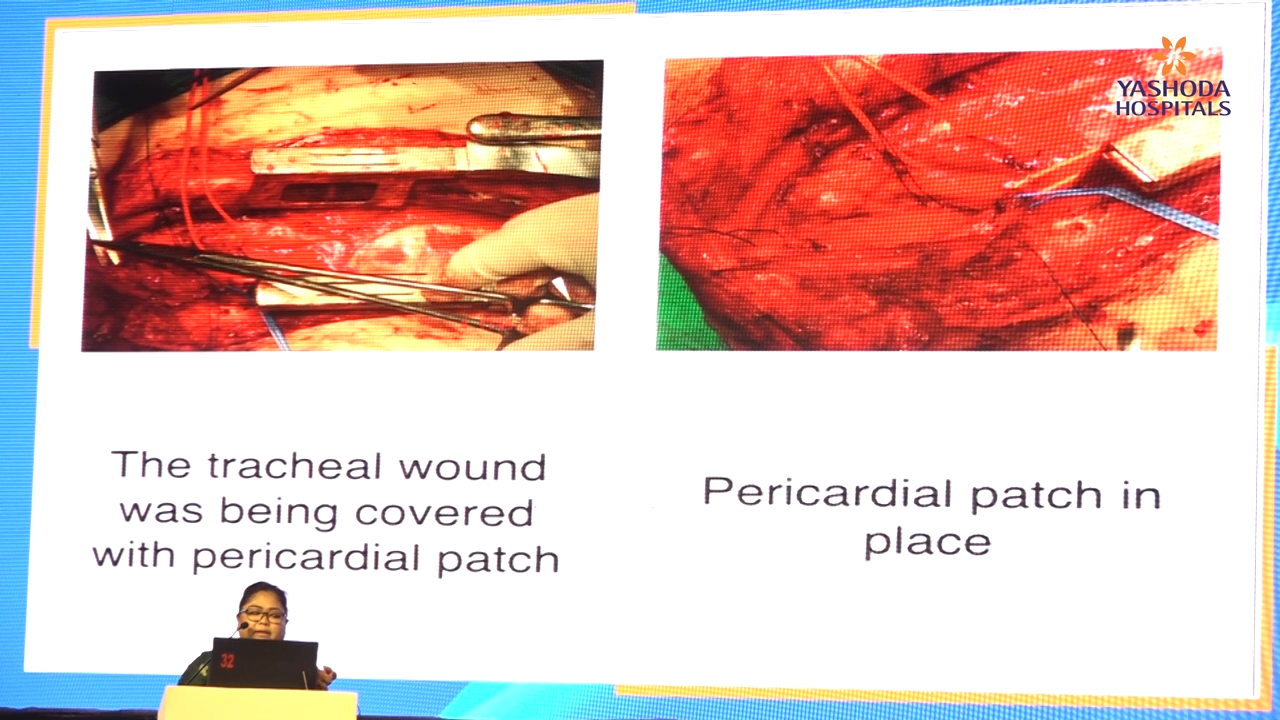 YASHODA
HOSPITALS
The tracheal wound
was being covered
with pericardial patch
Pericardial patch in
place
32